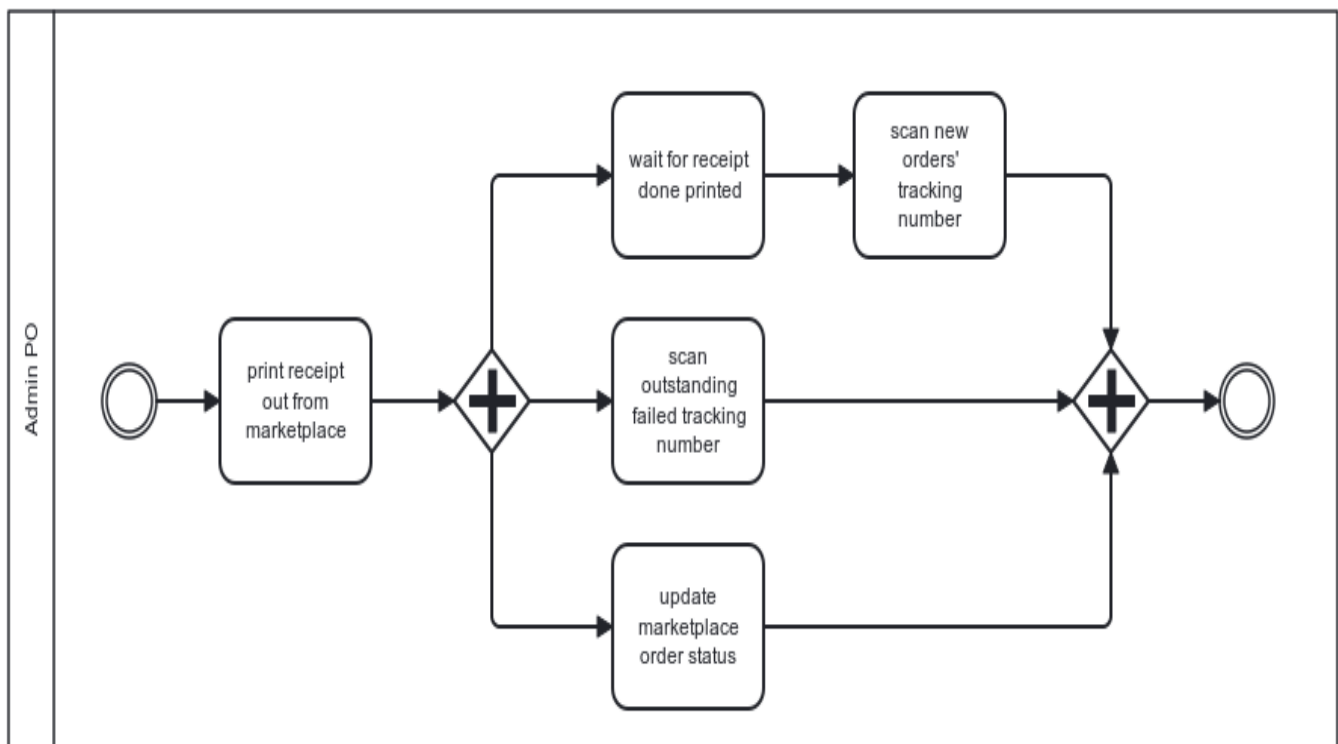 Admin PO
print receipt
out from
marketplace
wait for receipt
done printed
scan new
orders'
tracking
number
scan
outstanding
failed tracking
number
update
marketplace
order status